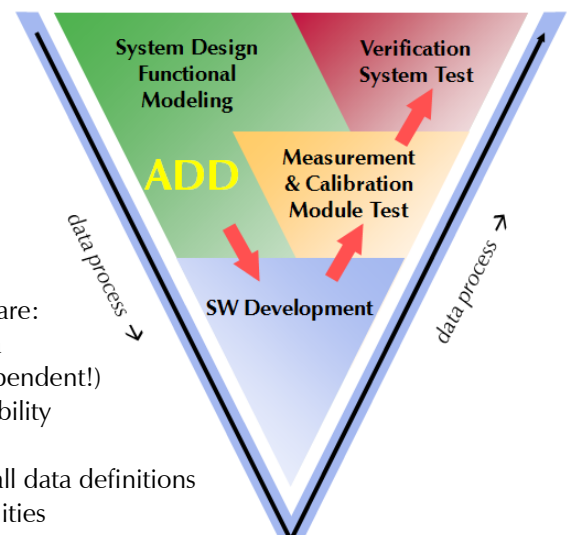 System Design
Functional
Modeling
Verification
System Test
ADD
Measurement
& Calibration
Module Test
SW Development
data process
data process
are:
pendent!)
bility
all data definitions
ities